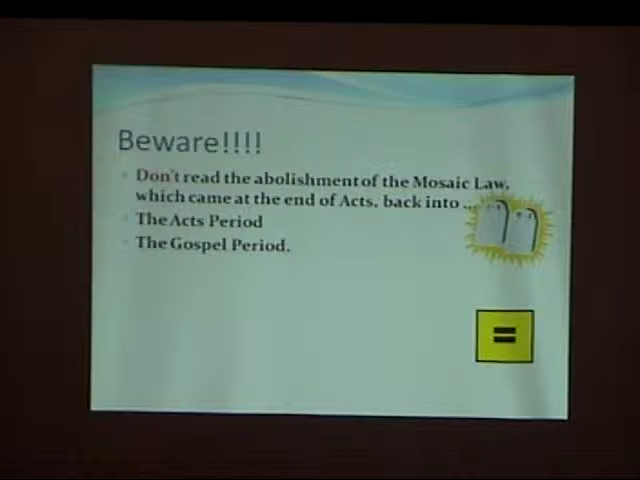 Beware!!!!
Don't read the abolishment of the Mosaic Law,
which came at the end of Acts, back into ...
The Acts Period
The Gospel Period.
=